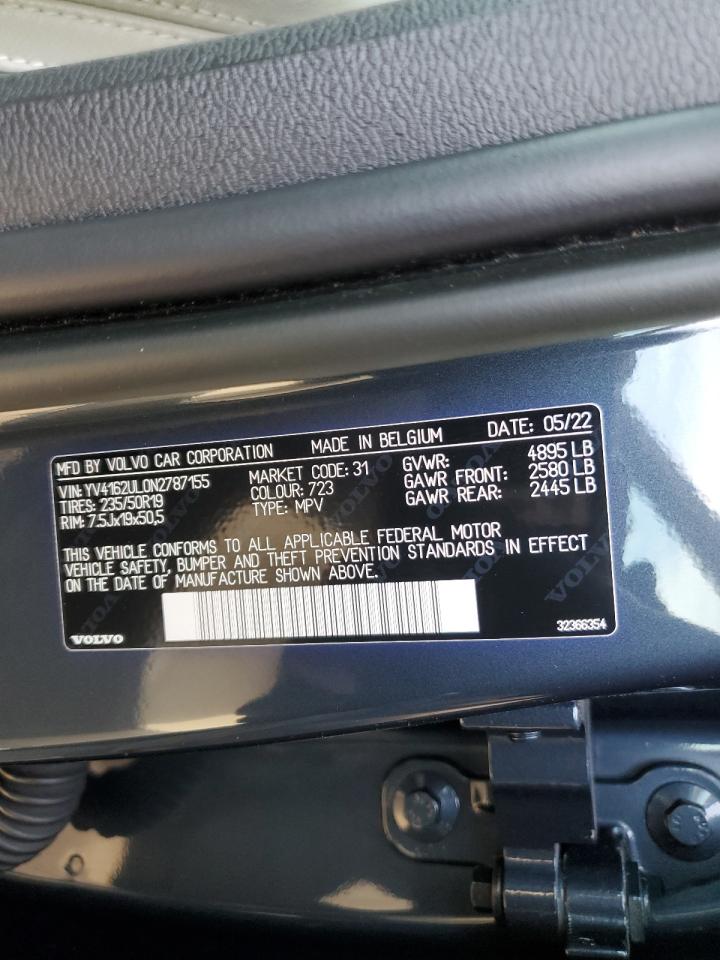 MFD BY VOLVO CAR CORPORATION MADE IN BELGIUM DATE: 05/22
VIN: YV4162UL0N2787155 MARKET CODE: 31 GVWR: 4895 LB
TIRES: 235/50R19 COLOUR: 723 GAWR FRONT: 2580 LB
RIM: 7.5Jx19x50,5 TYPE: MPV GAWR REAR: 2445 LB
THIS VEHICLE CONFORMS TO ALL APPLICABLE FEDERAL MOTOR
VEHICLE SAFETY, BUMPER AND THEFT PREVENTION STANDARDS IN EFFECT
ON THE DATE OF MANUFACTURE SHOWN ABOVE.
VOLVO 32366354